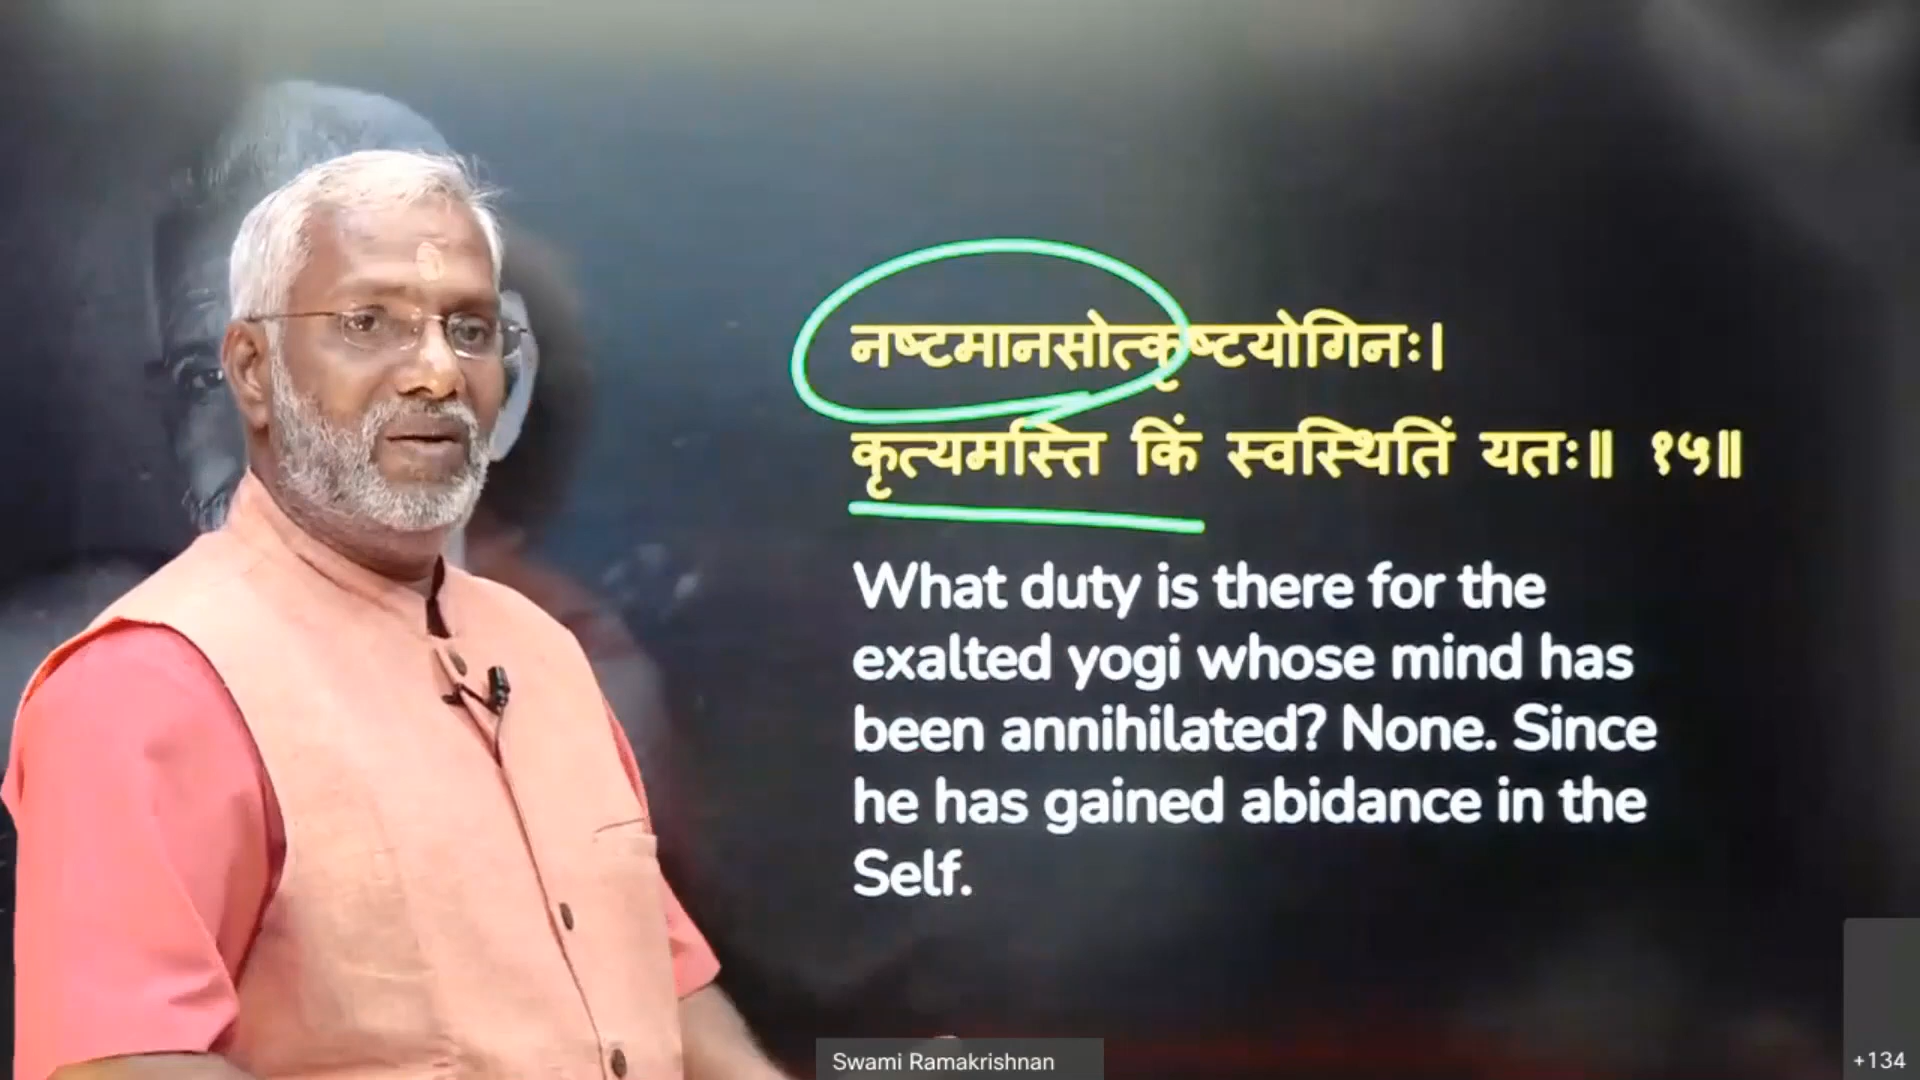 नष्टमानसोत्कृष्टयोगिनः।
कृत्यमस्ति किं स्वस्थितिं यतः॥ १५॥
What duty is there for the
exalted yogi whose mind has
been annihilated? None. Since
he has gained abidance in the
Self.
Swami Ramakrishnan
+134